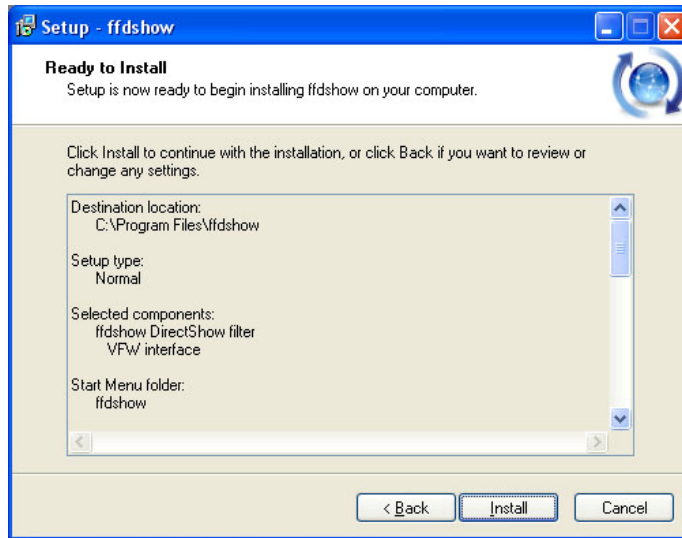 Setup - ffdshow
Ready to Install
Setup is now ready to begin installing ffdshow on your computer.
Click Install to continue with the installation, or click Back if you want to review or
change any settings.
Destination location:
C:\Program Files\ffdshow
Setup type:
Normal
Selected components:
ffdshow DirectShow filter
VFW interface
Start Menu folder:
ffdshow
< Back
Install
Cancel